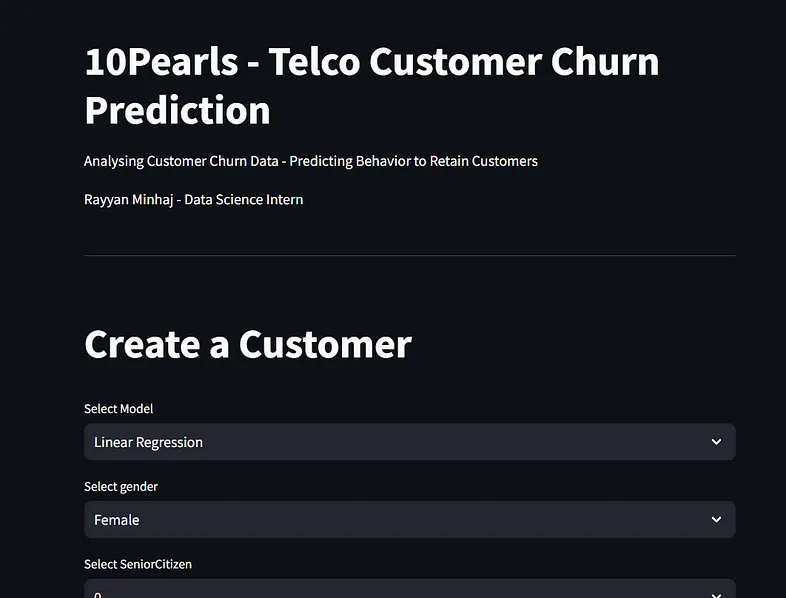 10Pearls - Telco Customer Churn
Prediction
Analysing Customer Churn Data - Predicting Behavior to Retain Customers
Rayyan Minhaj - Data Science Intern
Create a Customer
Select Model
Linear Regression
Select gender
Female
Select SeniorCitizen
0